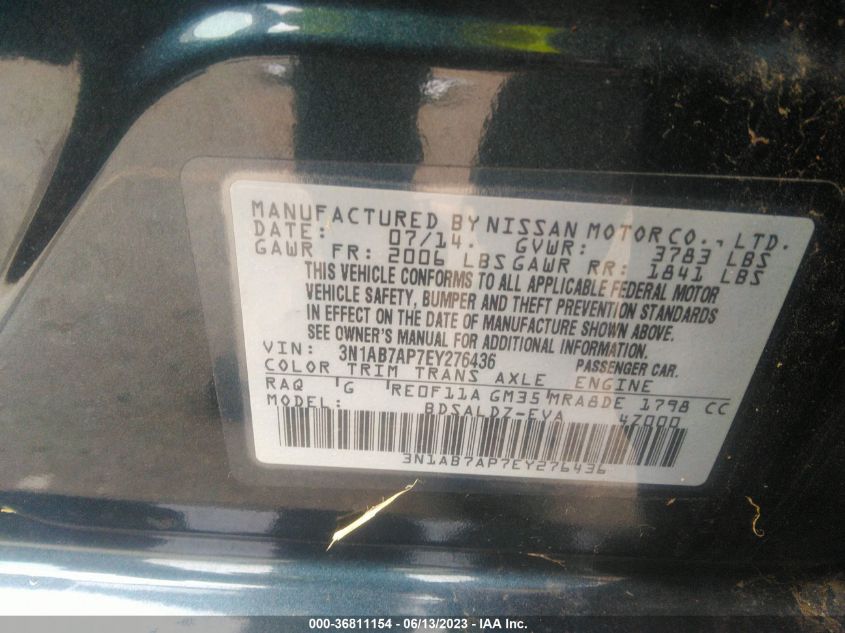 MANUFACTURED BY NISSAN MOTOR CO., LTD.
DATE: 07/14. GVWR: 3783 LBS
GAWR FR: 2006 LBS GAWR RR: 1841 LBS
THIS VEHICLE CONFORMS TO ALL APPLICABLE FEDERAL MOTOR
VEHICLE SAFETY, BUMPER AND THEFT PREVENTION STANDARDS
IN EFFECT ON THE DATE OF MANUFACTURE SHOWN ABOVE.
SEE OWNER'S MANUAL FOR ADDITIONAL INFORMATION.
VIN: 3N1AB7AP7EY276436 PASSENGER CAR.
COLOR TRIM TRANS AXLE ENGINE
RAQ G RE0F11A GM35 MRA8DE 1798 CC
MODEL: BDSALDZ-EVA 47000
3N1AB7AP7EY276436
000-36811154 - 06/13/2023 - IAA Inc.